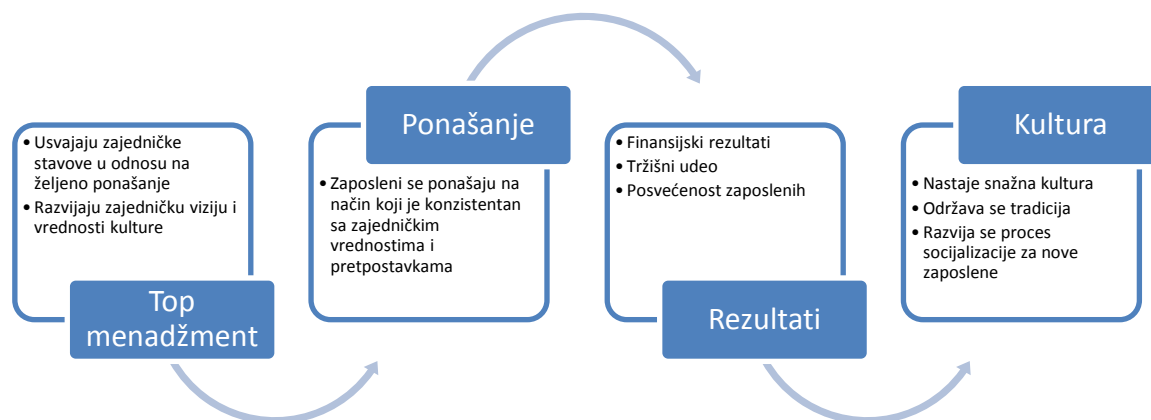 • Usvajaju zajedničke
stavove u odnosu na
željeno ponašanje
• Razvijaju zajedničku viziju i
vrednosti kulture
Top
menadžment
Ponašanje
• Zaposleni se ponašaju na
način koji je konzistentan
sa zajedničkim
vrednostima i
pretpostavkama
• Finansijski rezultati
• Tržišni udeo
• Posvećenost zaposlenih
Rezultati
Kultura
• Nastaje snažna kultura
• Održava se tradicija
• Razvija se proces
socijalizacije za nove
zaposlene